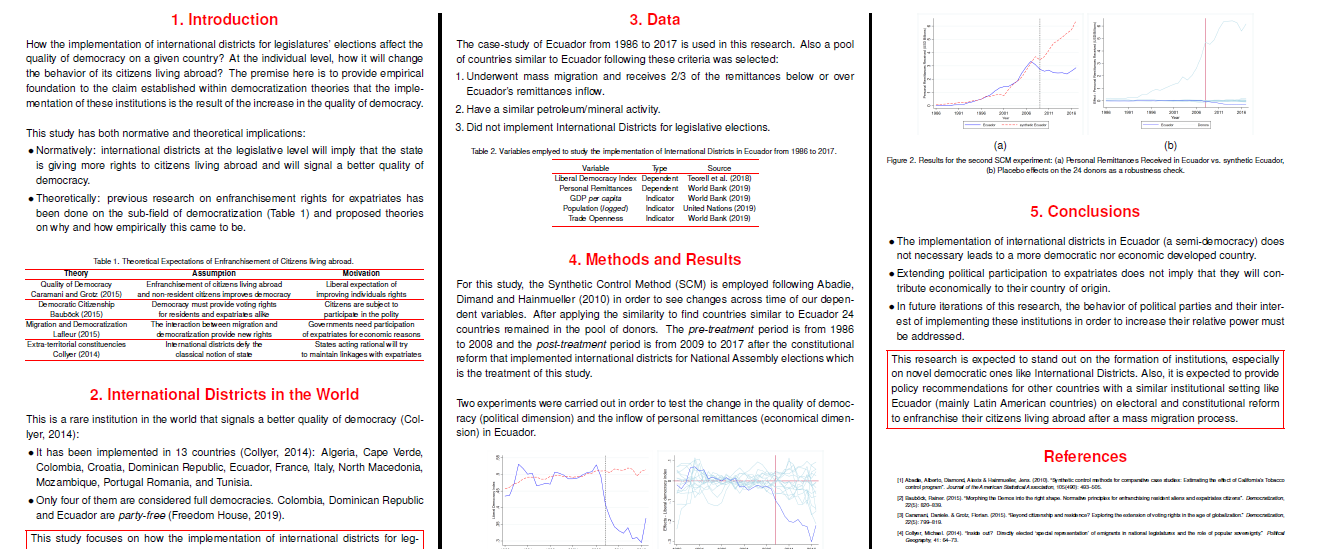 1. Introduction
How the implementation of international districts for legislatures' elections affect the
quality of democracy on a given country? At the individual level, how it will change
the behavior of its citizens living abroad? The premise here is to provide empirical
foundation to the claim established within democratization theories that the imple-
mentation of these institutions is the result of the increase in the quality of democracy.
This study has both normative and theoretical implications:
• Normatively: international districts at the legislative level will imply that the state
is giving more rights to citizens living abroad and will signal a better quality of
democracy.
• Theoretically: previous research on enfranchisement rights for expatriates has
been done on the sub-field of democratization (Table 1) and proposed theories
on why and how empirically this came to be.
Table 1. Theoretical Expectations of Enfranchisement of Citizens living abroad.
Theory Assumption Motivation
Quality of Democracy Enfranchisement of citizens living abroad Liberal expectation of
Caramani and Grotz (2015) and non-resident citizens improves democracy improving individuals rights
Democratic Citizenship Democracy must provide voting rights Citizens are subject to
Bauböck (2015) for residents and expatriates alike participate in the polity
Migration and Democratization The interaction between migration and Governments need participation
Lafleur (2015) democratization provide new rights of expatriates for economic reasons
Extra-territorial constituencies International districts defy the States acting rational will try
Collyer (2014) classical notion of state to maintain linkages with expatriates
2. International Districts in the World
This is a rare institution in the world that signals a better quality of democracy (Col-
lyer, 2014):
• It has been implemented in 13 countries (Collyer, 2014): Algeria, Cape Verde,
Colombia, Croatia, Dominican Republic, Ecuador, France, Italy, North Macedonia,
Mozambique, Portugal Romania, and Tunisia.
• Only four of them are considered full democracies. Colombia, Dominican Republic
and Ecuador are party-free (Freedom House, 2019).
This study focuses on how the implementation of international districts for leg-
3. Data
The case-study of Ecuador from 1986 to 2017 is used in this research. Also a pool
of countries similar to Ecuador following these criteria was selected:
1. Underwent mass migration and receives 2/3 of the remittances below or over
Ecuador's remittances inflow.
2. Have a similar petroleum/mineral activity.
3. Did not implement International Districts for legislative elections.
Table 2. Variables emplyed to study the implementation of International Districts in Ecuador from 1986 to 2017.
Variable Type Source
Liberal Democracy Index Dependent Teorell et al. (2018)
Personal Remittances Dependent World Bank (2019)
GDP per capita Indicator World Bank (2019)
Population (logged) Indicator United Nations (2019)
Trade Openness Indicator World Bank (2019)
4. Methods and Results
For this study, the Synthetic Control Method (SCM) is employed following Abadie,
Dimand and Hainmueller (2010) in order to see changes across time of our depen-
dent variables. After applying the similarity to find countries similar to Ecuador 24
countries remained in the pool of donors. The pre-treatment period is from 1986
to 2008 and the post-treatment period is from 2009 to 2017 after the constitutional
reform that implemented international districts for National Assembly elections which
is the treatment of this study.
Two experiments were carried out in order to test the change in the quality of democ-
racy (political dimension) and the inflow of personal remittances (economical dimen-
sion) in Ecuador.
1986 1991 1996 2001 2006 2011 2016
Year
Ecuador synthetic Ecuador
1986 1991 1996 2001 2006 2011 2016
Year
Ecuador Donors
(a) (b)
Figure 2. Results for the second SCM experiment: (a) Personal Remittances Received in Ecuador vs. synthetic Ecuador,
(b) Placebo effects on the 24 donors as a robustness check.
5. Conclusions
• The implementation of international districts in Ecuador (a semi-democracy) does
not necessary leads to a more democratic nor economic developed country.
• Extending political participation to expatriates does not imply that they will con-
tribute economically to their country of origin.
• In future iterations of this research, the behavior of political parties and their inter-
est of implementing these institutions in order to increase their relative power must
be addressed.
This research is expected to stand out on the formation of institutions, especially
on novel democratic ones like International Districts. Also, it is expected to provide
policy recommendations for other countries with a similar institutional setting like
Ecuador (mainly Latin American countries) on electoral and constitutional reform
to enfranchise their citizens living abroad after a mass migration process.
References
[1] Abadie, Alberto, Diamond, Alexis & Hainmueller, Jens. (2010). "Synthetic control methods for comparative case studies: Estimating the effect of California's Tobacco
control program". Journal of the American Statistical Association, 105(490): 493-505.
[2] Bauböck, Rainer. (2015). "Morphing the Demos into the right shape. Normative principles for enfranchising resident aliens and expatriates citizens". Democratization,
22(5): 820-839.
[3] Caramani, Daniele. & Grotz, Florian. (2015). "Beyond citizenship and residence? Exploring the extension of voting rights in the age of globalization." Democratization,
22(5): 799-819.
[4] Collyer, Michael. (2014). "Inside out? Directly elected 'special representation' of emigrants in national legislatures and the role of popular sovereignty." Political
Geography, 41: 64-73.